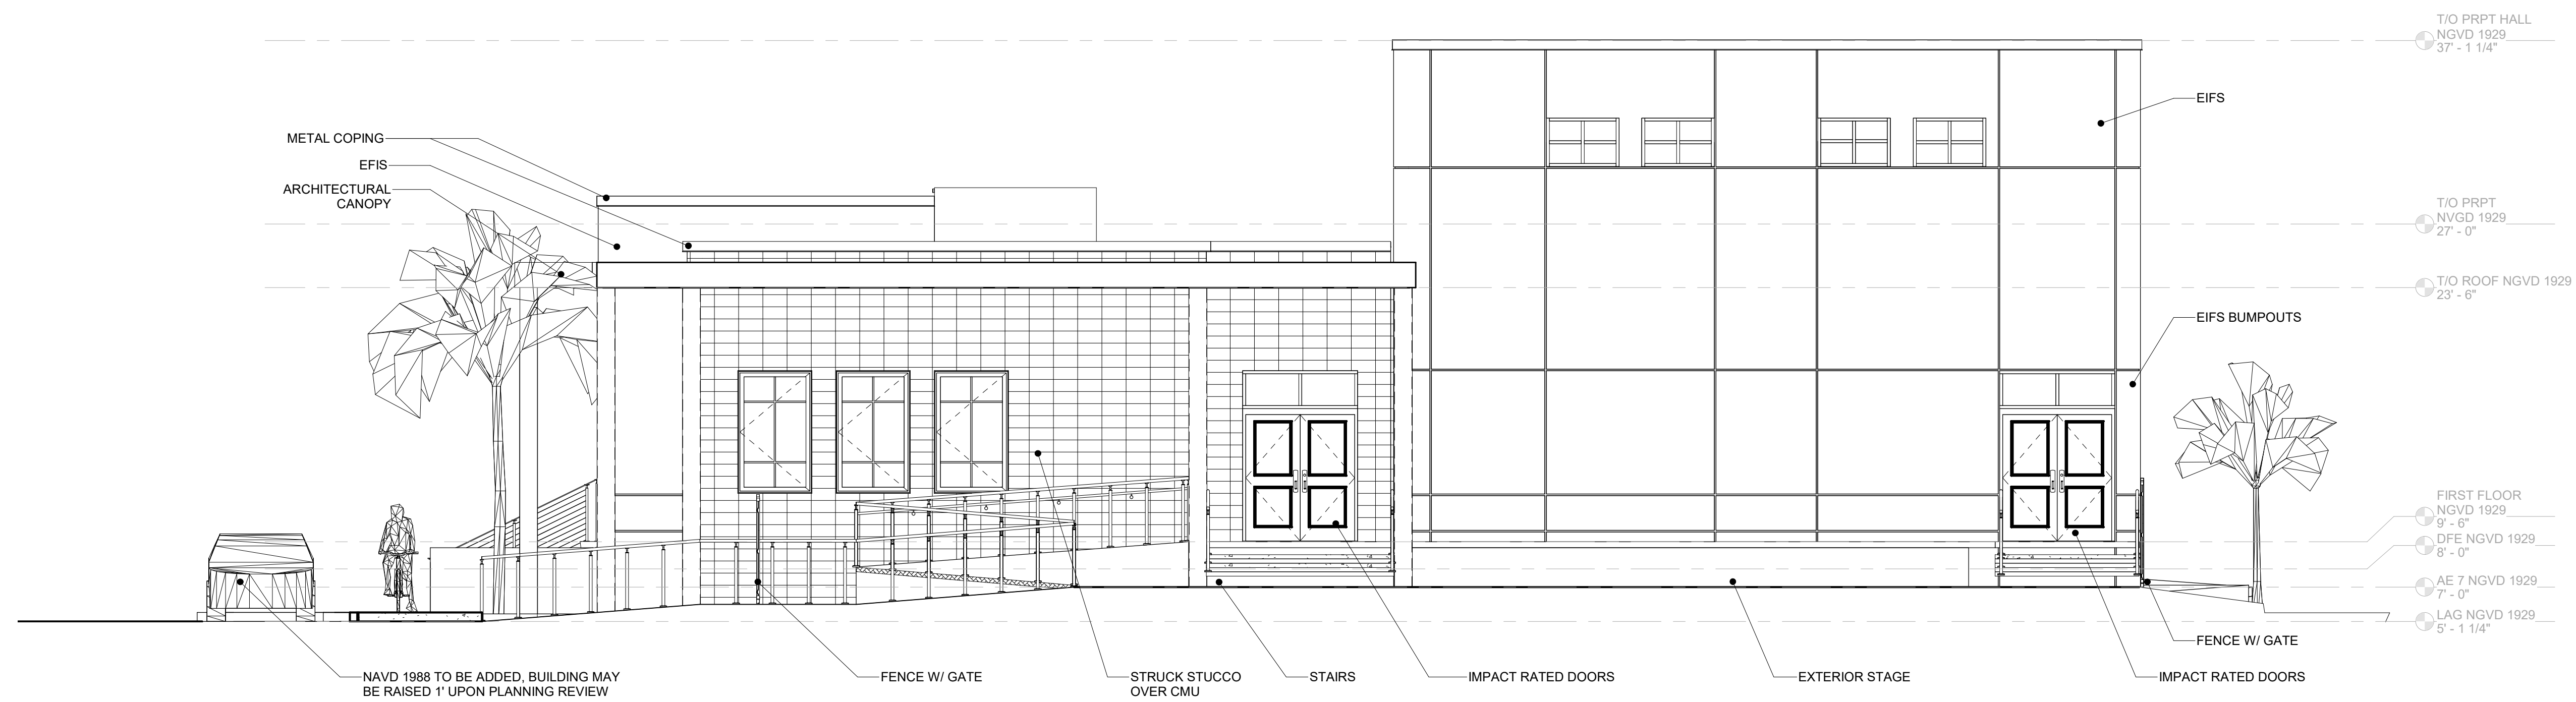 T/O PRPT HALL
NGVD 1929
37' - 1 1/4"
EIFS
METAL COPING
EFIS
ARCHITECTURAL
CANOPY
T/O PRPT
NVGD 1929
27' - 0"
T/O ROOF NGVD 1929
23' - 6"
EIFS BUMPOUTS
FIRST FLOOR
NGVD 1929
9' - 6"
DFE NGVD 1929
8' - 0"
AE 7 NGVD 1929
7' - 0"
LAG NGVD 1929
5' - 1 1/4"
FENCE W/ GATE
NAVD 1988 TO BE ADDED, BUILDING MAY
BE RAISED 1' UPON PLANNING REVIEW
FENCE W/ GATE
STRUCK STUCCO
OVER CMU
STAIRS
IMPACT RATED DOORS
EXTERIOR STAGE
IMPACT RATED DOORS